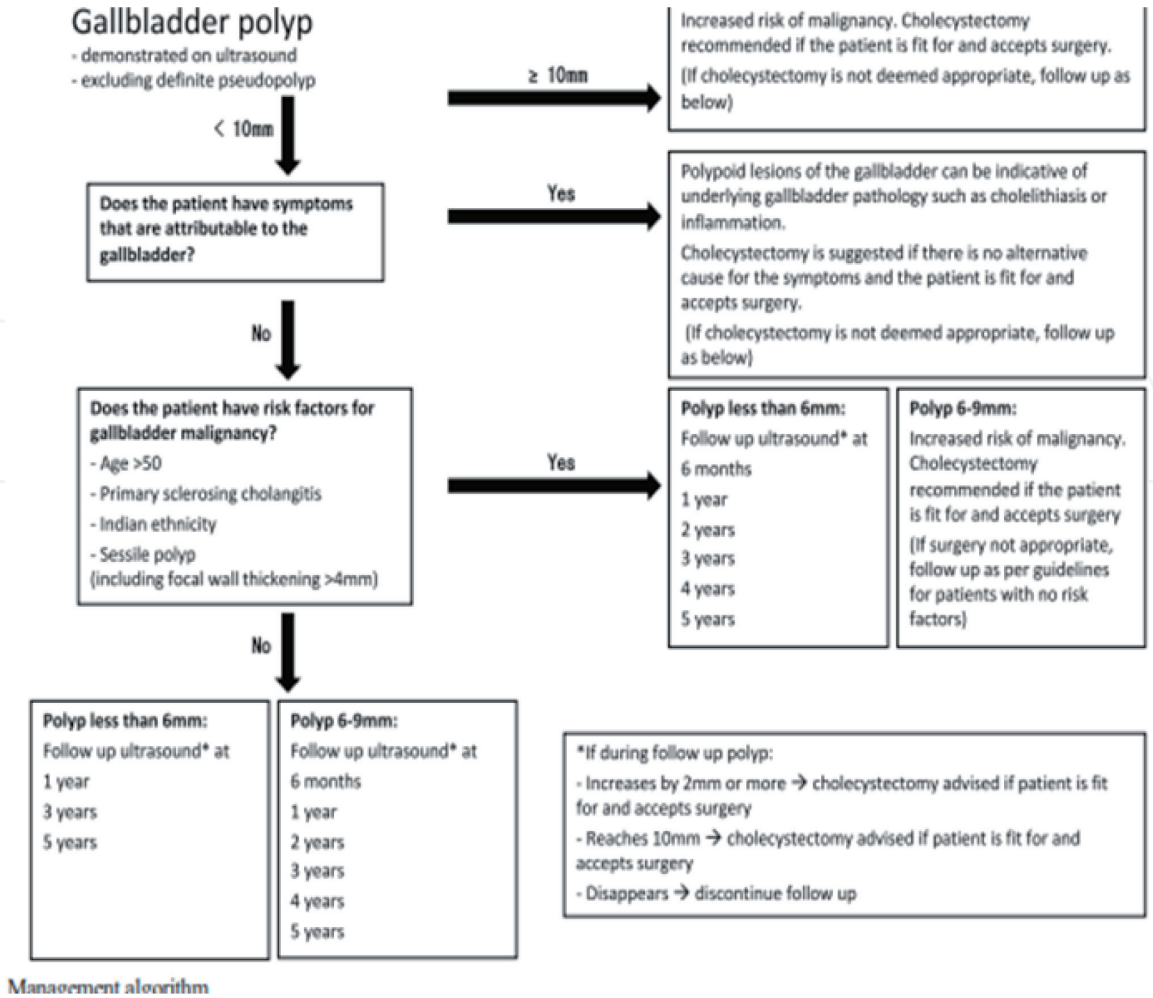 Gallbladder polyp
- demonstrated on ultrasound
- excluding definite pseudopolyp
≥ 10mm
Increased risk of malignancy. Cholecystectomy
recommended if the patient is fit for and accepts surgery.
(If cholecystectomy is not deemed appropriate, follow up as
below)
< 10mm
Does the patient have symptoms
that are attributable to the
gallbladder?
Yes
Polypoid lesions of the gallbladder can be indicative of
underlying gallbladder pathology such as cholelithiasis or
inflammation.
Cholecystectomy is suggested if there is no alternative
cause for the symptoms and the patient is fit for and
accepts surgery.
(If cholecystectomy is not deemed appropriate, follow up
as below)
No
Does the patient have risk factors for
gallbladder malignancy?
- Age >50
- Primary sclerosing cholangitis
- Indian ethnicity
- Sessile polyp
(including focal wall thickening >4mm)
Yes
Polyp less than 6mm:
Follow up ultrasound* at
6 months
1 year
2 years
3 years
4 years
5 years
Polyp 6-9mm:
Increased risk of malignancy.
Cholecystectomy
recommended if the patient
is fit for and accepts surgery
(If surgery not appropriate,
follow up as per guidelines
for patients with no risk
factors)
No
Polyp less than 6mm:
Follow up ultrasound* at
1 year
3 years
5 years
Polyp 6-9mm:
Follow up ultrasound* at
6 months
1 year
2 years
3 years
4 years
5 years
*If during follow up polyp:
- Increases by 2mm or more → cholecystectomy advised if patient is fit
for and accepts surgery
- Reaches 10mm → cholecystectomy advised if patient is fit for and
accepts surgery
- Disappears → discontinue follow up
Management algorithm